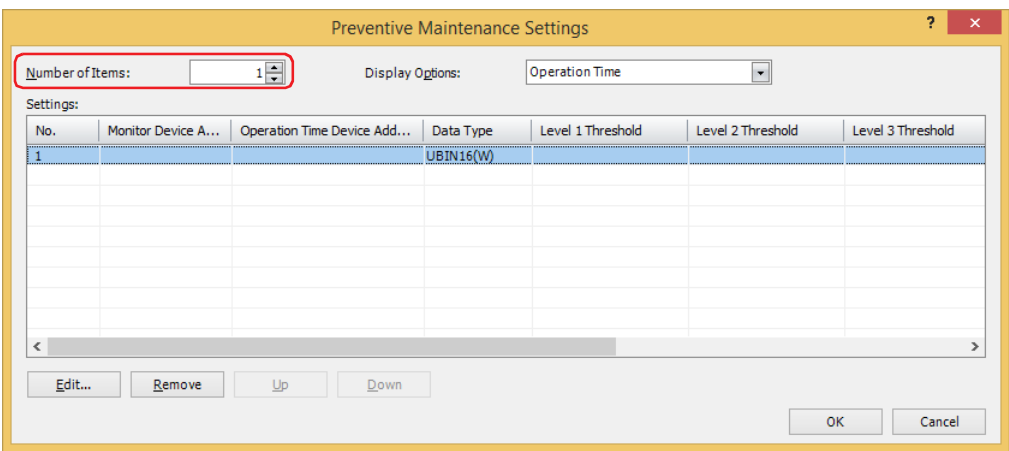 Preventive Maintenance Settings ? ×
Number of Items: 1 Display Options: Operation Time
Settings:
No. Monitor Device A... Operation Time Device Add... Data Type Level 1 Threshold Level 2 Threshold Level 3 Threshold
1 UBIN16(W)
Edit... Remove Up Down
OK Cancel